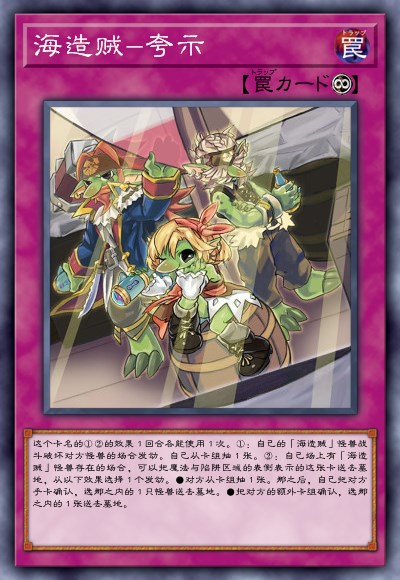 海造贼-夸示
トラップ
罠
トラップ
【罠カード】
这个卡名的①②的效果1回合各能使用1次。①：自己的「海造贼」怪兽战
斗破坏对方怪兽的场合发动。自己从卡组抽1张。②：自己场上有「海造
贼」怪兽存在的场合，可以把魔法与陷阱区域的表侧表示的这张卡送去墓
地，从以下效果选择1个发动。●对方从卡组抽1张。那之后，自己把对方
手卡确认，选那之内的1只怪兽送去墓地。●把对方的额外卡组确认，选那
之内的1张送去墓地。